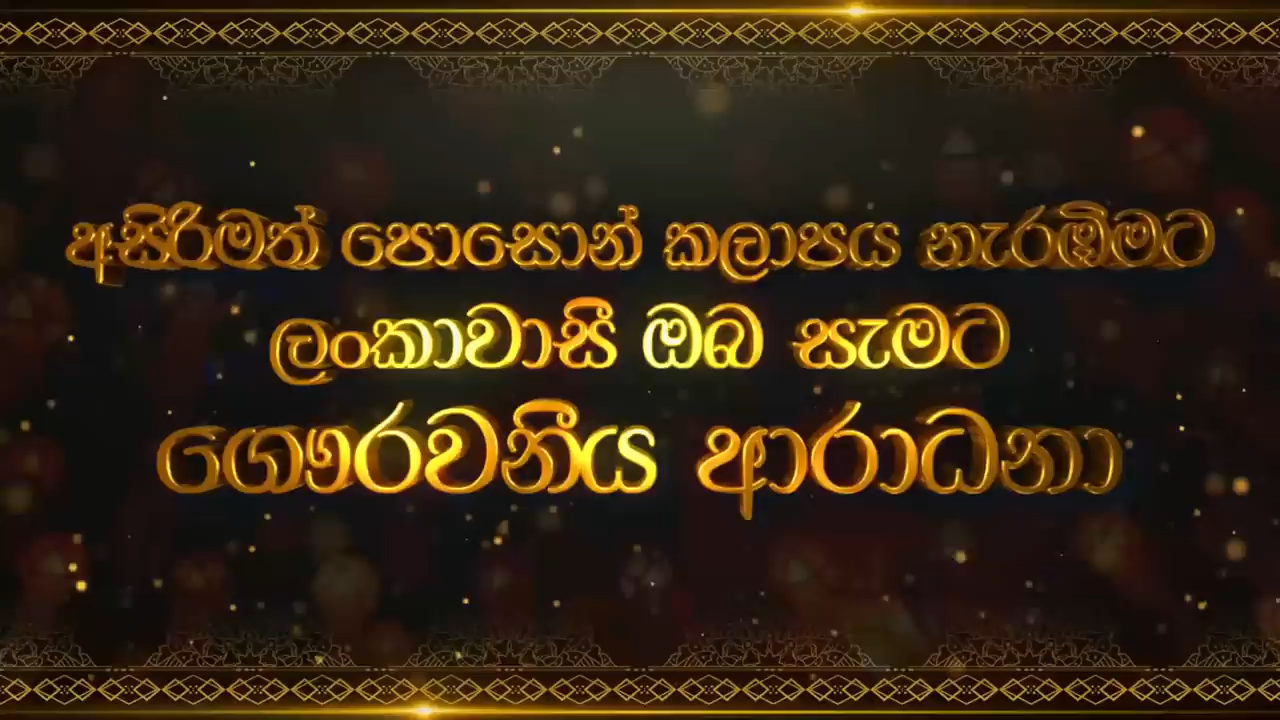 අසිරිමත් පොසොන් කලාපය නැරඹීමට
ලංකාවාසී ඔබ සැමට
ගෞරවනීය ආරාධනා